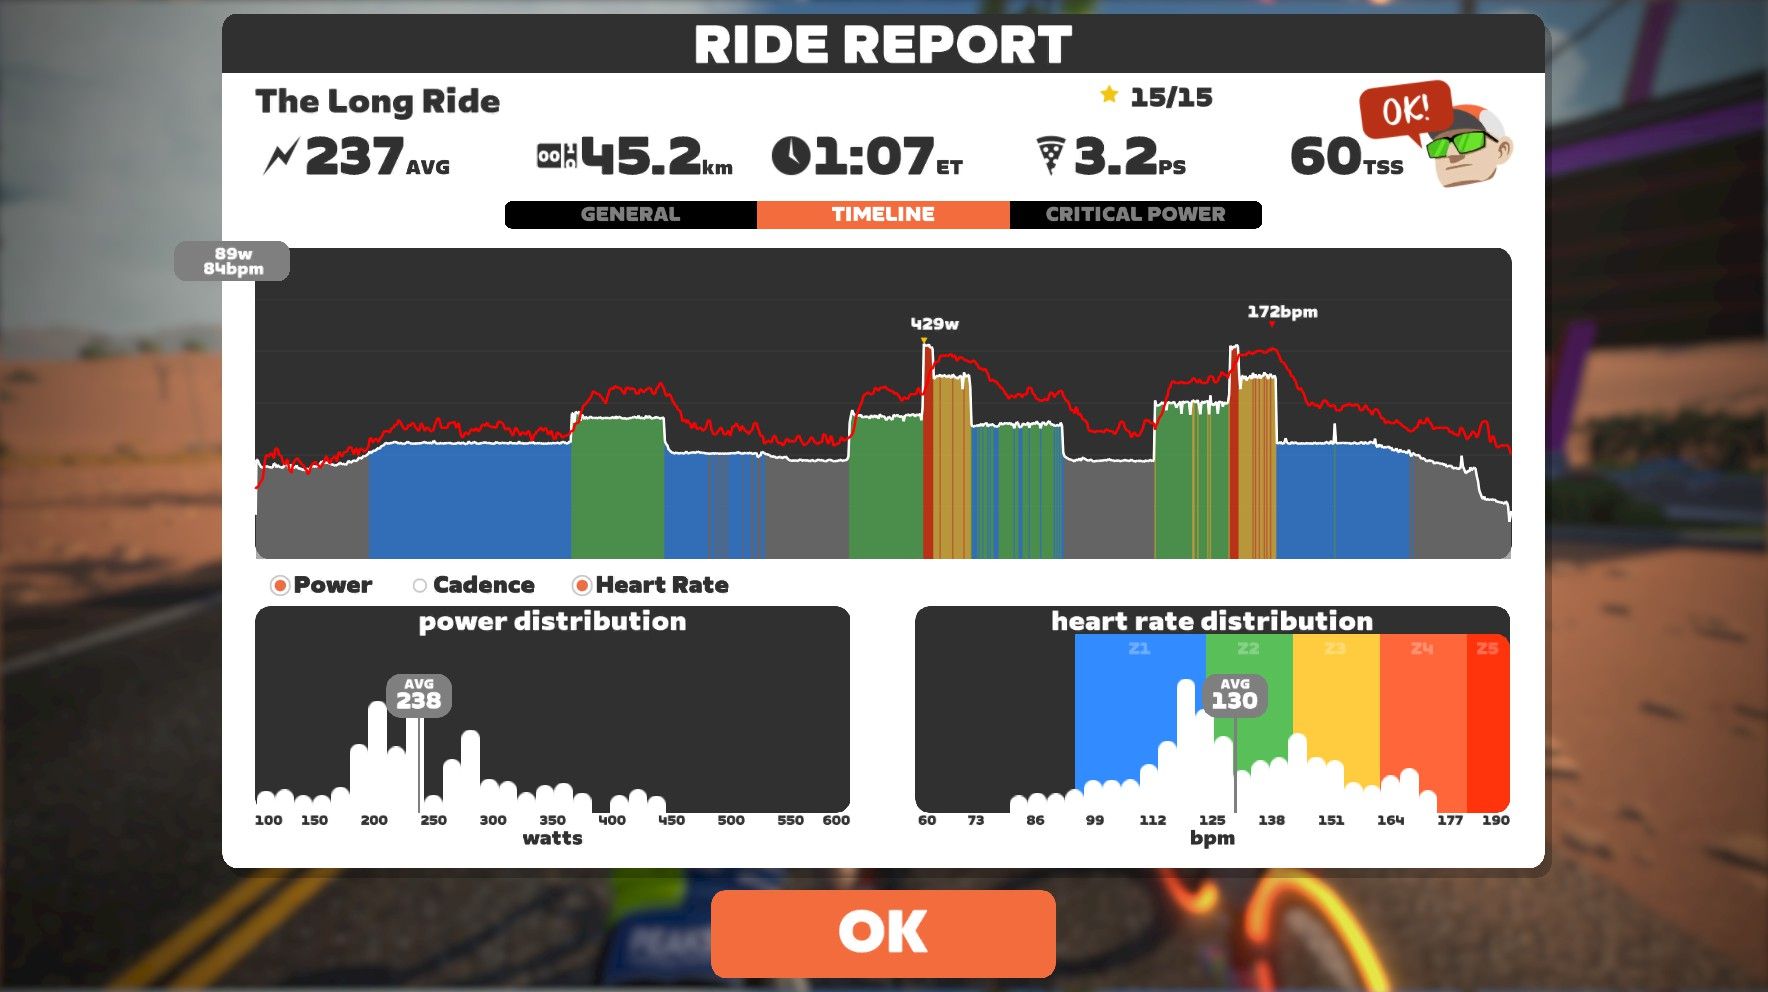 RIDE REPORT
The Long Ride
15/15
OK!
237AVG
45.2km
1:07ET
3.2PS
60TSS
GENERAL
TIMELINE
CRITICAL POWER
89w
84bpm
429w
172bpm
Power
Cadence
Heart Rate
power distribution
AVG
238
100 150 200 250 300 350 400 450 500 550 600
watts
heart rate distribution
Z1 Z2 Z3 Z4 Z5
AVG
130
60 73 86 99 112 125 138 151 164 177 190
bpm
PEAKS
OK